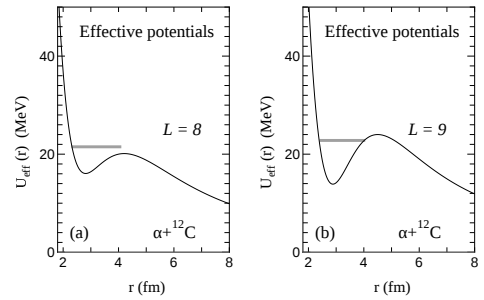 Effective potentials
L = 8
(a)
α+¹²C
U_eff (r) (MeV)
0
20
40
2
4
6
8
r (fm)
Effective potentials
L = 9
(b)
α+¹²C
U_eff (r) (MeV)
0
20
40
2
4
6
8
r (fm)